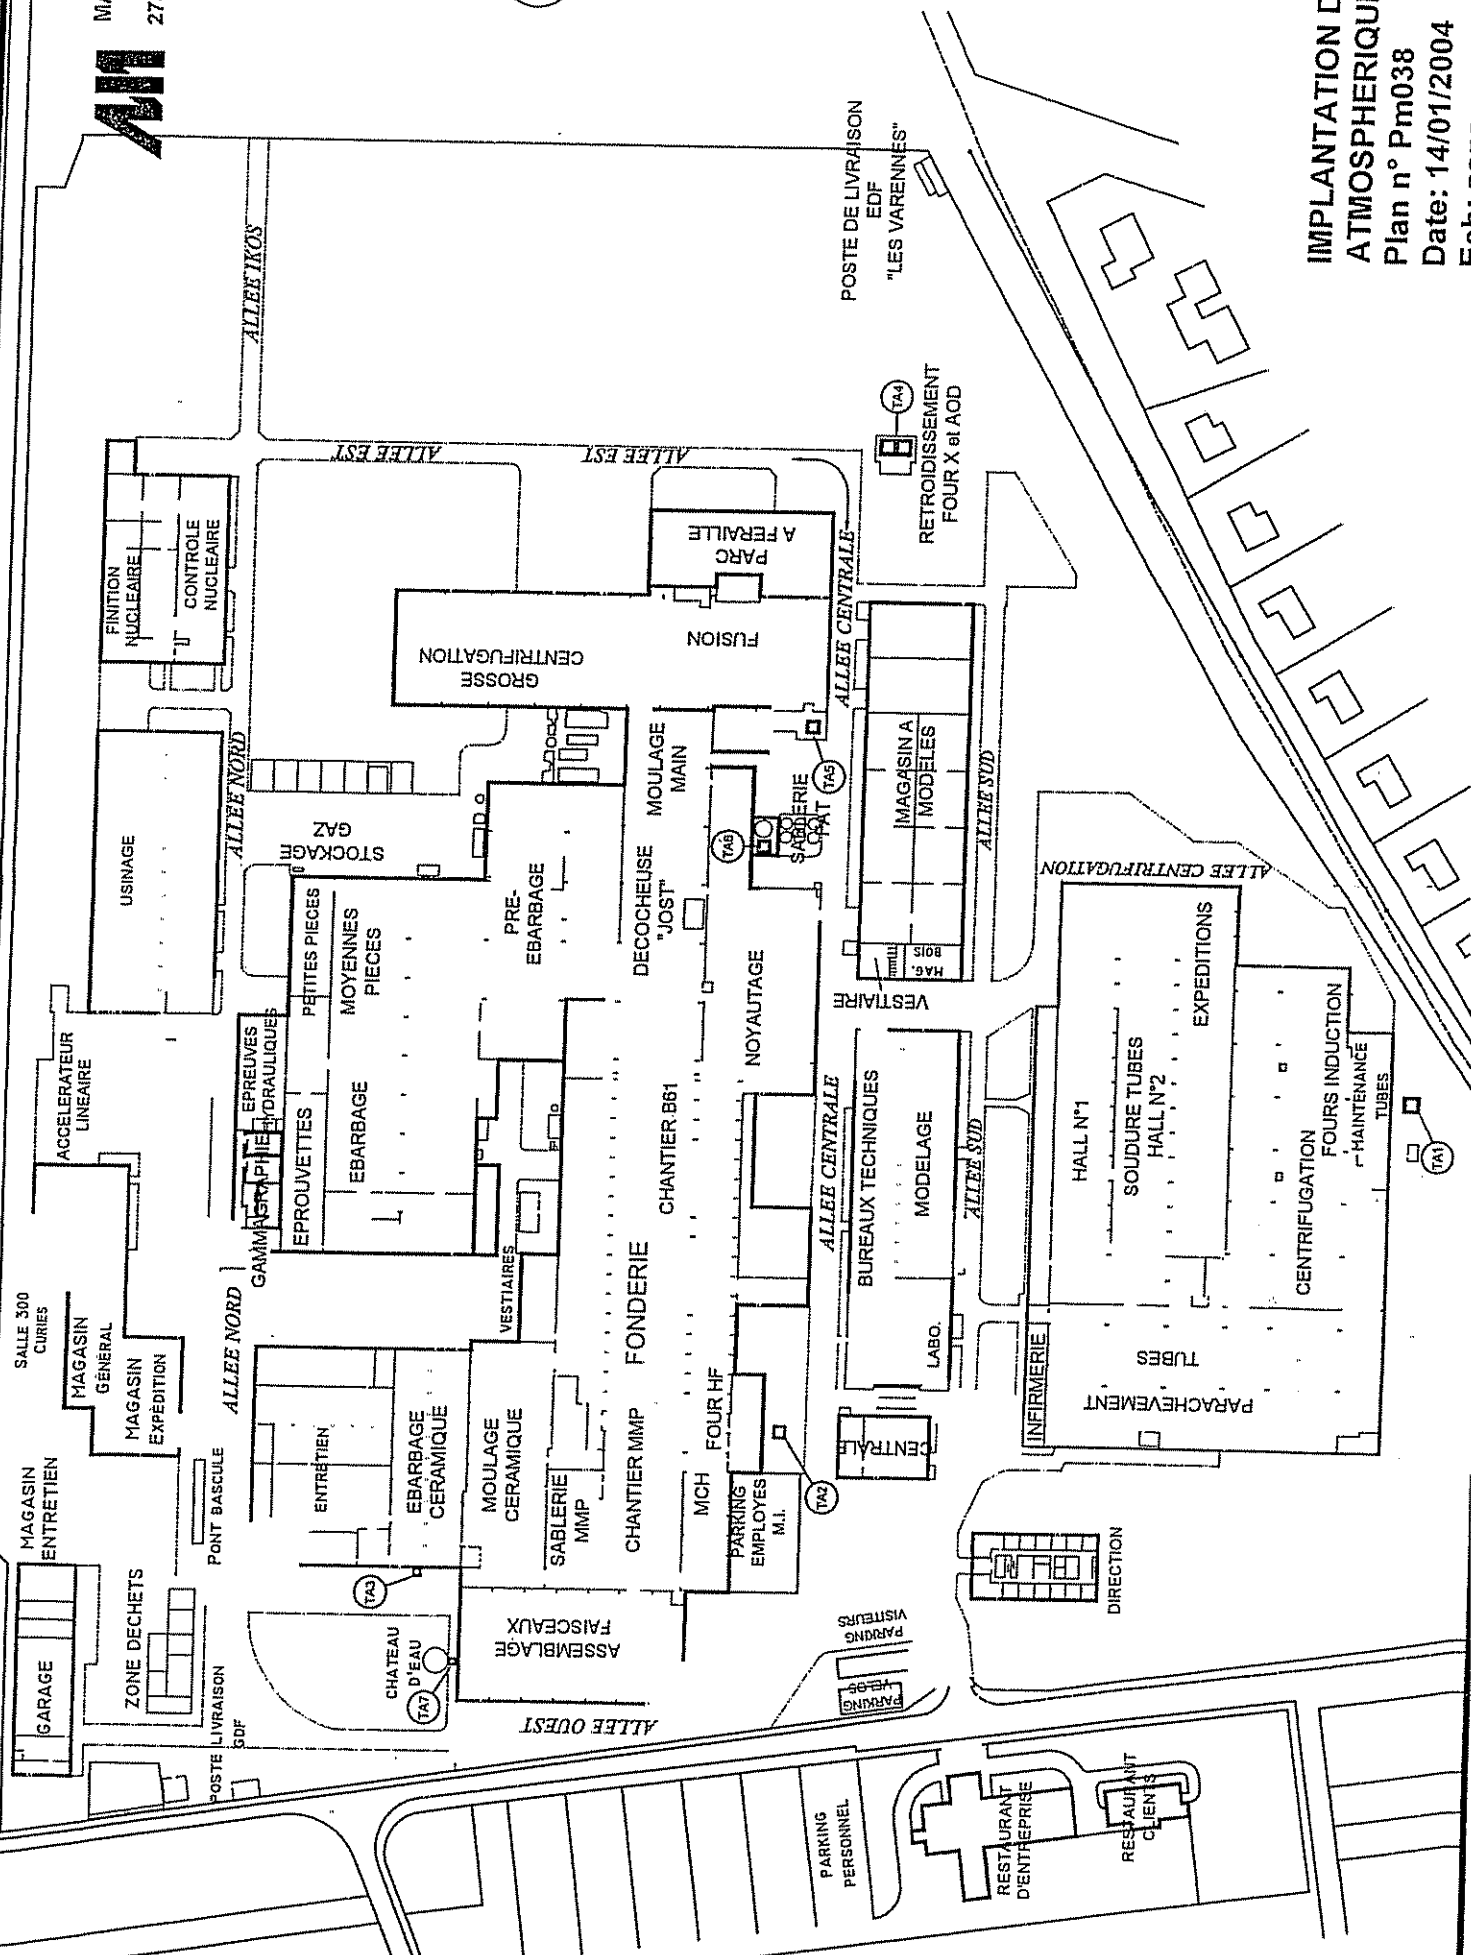 MA
27
IMPLANTATION D
ATMOSPHERIQU
Plan n° Pm038
Date: 14/01/2004
SALLE 300
CURIES
MAGASIN
ENTRETIEN
GARAGE
ZONE DECHETS
POSTE LIVRAISON
GDF
PONT BASCULE
MAGASIN
GÉNÉRAL
MAGASIN
EXPÉDITION
ACCELERATEUR
LINEAIRE
USINAGE
FINITION
NUCLEAIRE
CONTROLE
NUCLEAIRE
ALLEE IKOS
ALLEE NORD
ALLEE NORD
ALLEE EST
ALLEE EST
STOCKAGE
GAZ
GAMMAGRAPHIE
EPREUVES
HYDRAULIQUES
EPROUVETTES
PETITES PIECES
MOYENNES
PIECES
EBARBAGE
PRE-
EBARBAGE
GROSSE
CENTRIFUGATION
FUSION
PARC
A FERAILLE
ENTRETIEN
EBARBAGE
CERAMIQUE
MOULAGE
CERAMIQUE
VESTIAIRES
TA3
CHATEAU
D'EAU
TA7
ASSEMBLAGE
FAISCEAUX
ALLEE OUEST
SABLERIE
MMP
CHANTIER MMP
FONDERIE
CHANTIER B61
DECOCHEUSE
"JOST"
MOULAGE
MAIN
MCH
FOUR HF
NOYAUTAGE
SABLERIE
FAT
TA6
TA5
PARKING
EMPLOYES
M.I.
TA2
ALLEE CENTRALE
ALLEE CENTRALE
TA4
RETROIDISSEMENT
FOUR X et AOD
POSTE DE LIVRAISON
EDF
"LES VARENNES"
CENTRALE
BUREAUX TECHNIQUES
MODELAGE
LABO.
VESTIAIRE
MAG.
BOIS
MAGASIN A
MODELES
ALLEE SUD
ALLEE SUD
ALLEE CENTRIFUGATION
INFIRMERIE
HALL N°1
SOUDURE TUBES
HALL N°2
EXPEDITIONS
PARACHEVEMENT
TUBES
CENTRIFUGATION
FOURS INDUCTION
MAINTENANCE
TUBES
TA1
DIRECTION
PARKING
VISITEURS
PARKING
VELOS
PARKING
PERSONNEL
RESTAURANT
D'ENTREPRISE
RESTAURANT
CLIENTS